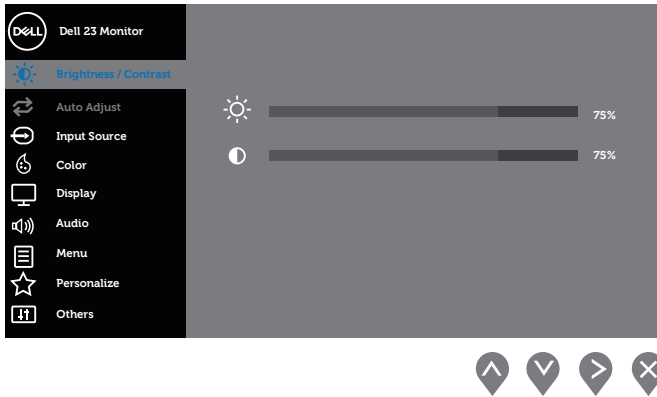 DELL
Dell 23 Monitor
Brightness / Contrast
Auto Adjust
75%
Input Source
Color
75%
Display
Audio
Menu
Personalize
Others